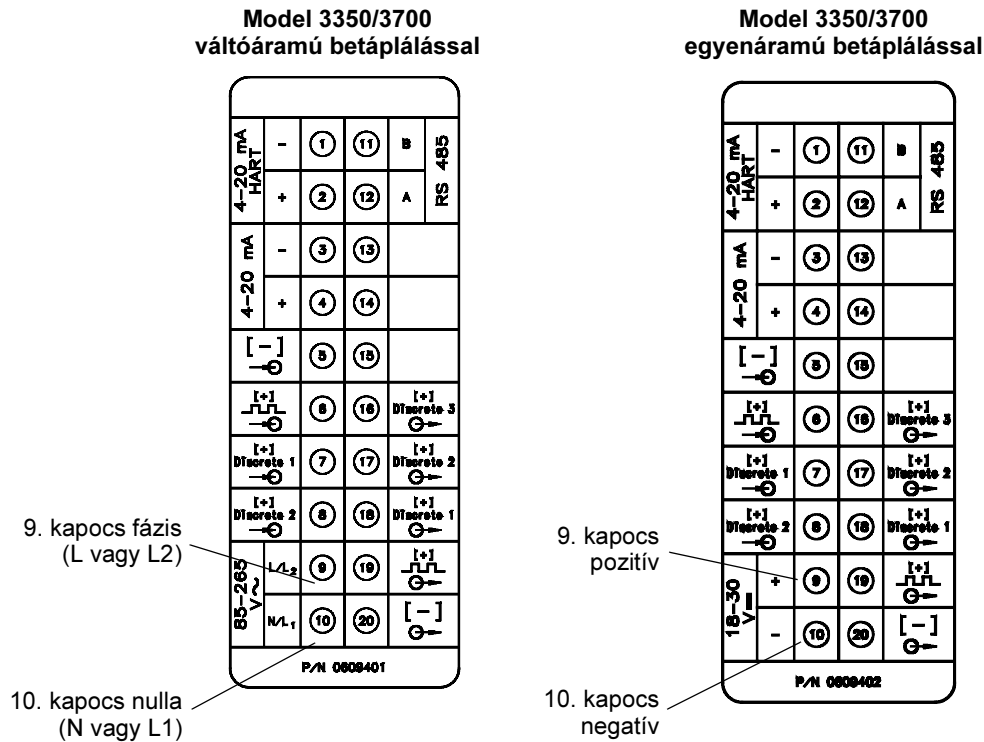 Model 3350/3700
váltóáramú betáplálással
4–20 mA
HART
- 1 11 B
+ 2 12 A
RS 485
4–20 mA
- 3 13
+ 4 14
[-] 5 15
[+] 6 16 [+]
Discrete 3
[+] 7 17 [+]
Discrete 1 Discrete 2
[+] 8 18 [+]
Discrete 2 Discrete 1
85–265
V~
L/L2 9 19 [+]
N/L1 10 20 [-]
P/N 0609401
9. kapocs fázis
(L vagy L2)
10. kapocs nulla
(N vagy L1)
Model 3350/3700
egyenáramú betáplálással
4–20 mA
HART
- 1 11 B
+ 2 12 A
RS 485
4–20 mA
- 3 13
+ 4 14
[-] 5 15
[+] 6 16 [+]
Discrete 3
[+] 7 17 [+]
Discrete 1 Discrete 2
[+] 8 18 [+]
Discrete 2 Discrete 1
18–30
V
+ 9 19 [+]
- 10 20 [-]
P/N 0609402
9. kapocs
pozitív
10. kapocs
negatív